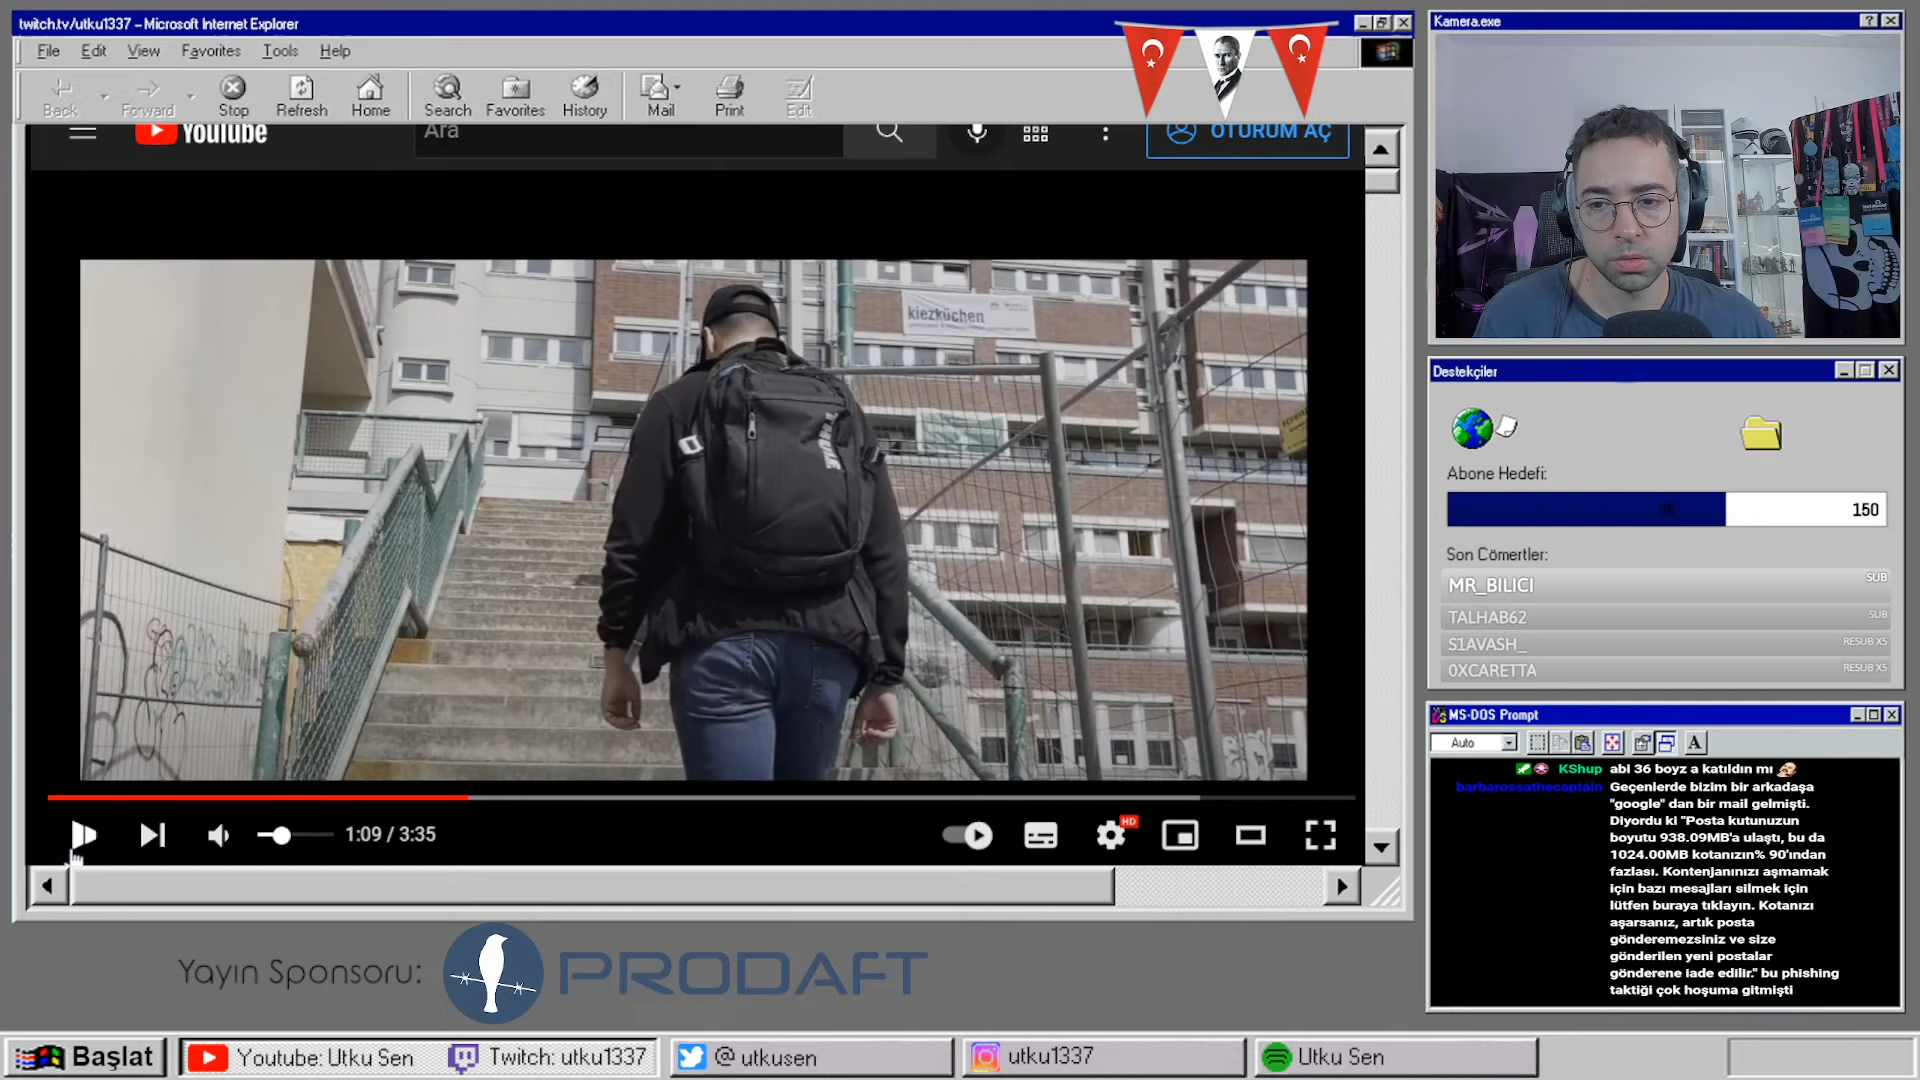 twitch.tv/utku1337 – Microsoft Internet Explorer
File Edit View Favorites Tools Help
Back Forward Stop Refresh Home Search Favorites History Mail Print Edit
YouTube Ara OTURUM AÇ
kiezküchen
THULE
1:09 / 3:35
HD
Kamera.exe
Destekçiler
Abone Hedefi:
150
Son Cömertler:
MR_BILICI SUB
TALHAB62 SUB
S1AVASH_ RESUB X5
0XCARETTA RESUB X5
MS-DOS Prompt
Auto
KShup abi 36 boyz a katıldın mı
barbarossathecaptain Geçenlerde bizim bir arkadaşa
"google" dan bir mail gelmişti.
Diyordu ki "Posta kutunuzun
boyutu 938.09MB'a ulaştı, bu da
1024.00MB kotanızın% 90'ından
fazlası. Kontenjanınızı aşmamak
için bazı mesajları silmek için
lütfen buraya tıklayın. Kotanızı
aşarsanız, artık posta
gönderemezsiniz ve size
gönderilen yeni postalar
gönderene iade edilir." bu phishing
taktiği çok hoşuma gitmişti
Yayın Sponsoru: PRODAFT
Başlat Youtube: Utku Sen Twitch: utku1337 @utkusen utku1337 Utku Sen